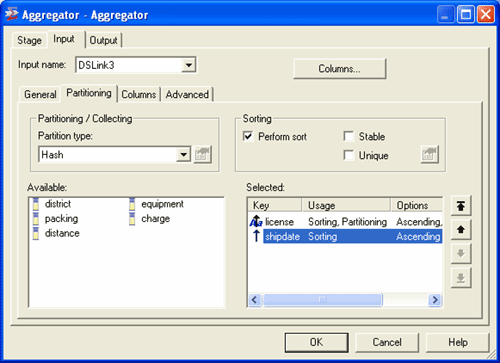 Aggregator - Aggregator
Stage Input Output
Input name: DSLink3 Columns...
General Partitioning Columns Advanced
Partitioning / Collecting Sorting
Partition type: Perform sort Stable
Hash Unique
Available: Selected:
district equipment Key Usage Options
packing charge license Sorting, Partitioning Ascending,
distance shipdate Sorting Ascending
OK Cancel Help